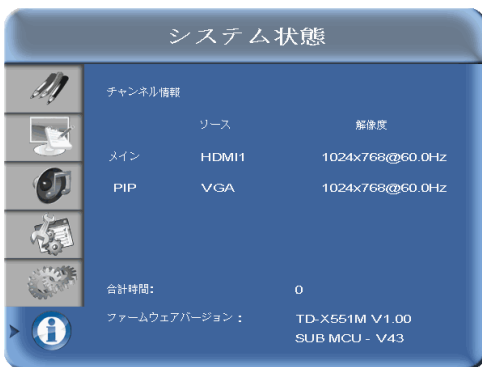 システム状態
チャンネル情報
ソース 解像度
メイン HDMI1 1024x768@60.0Hz
PIP VGA 1024x768@60.0Hz
合計時間: 0
ファームウェアバージョン： TD-X551M V1.00
SUB MCU - V43